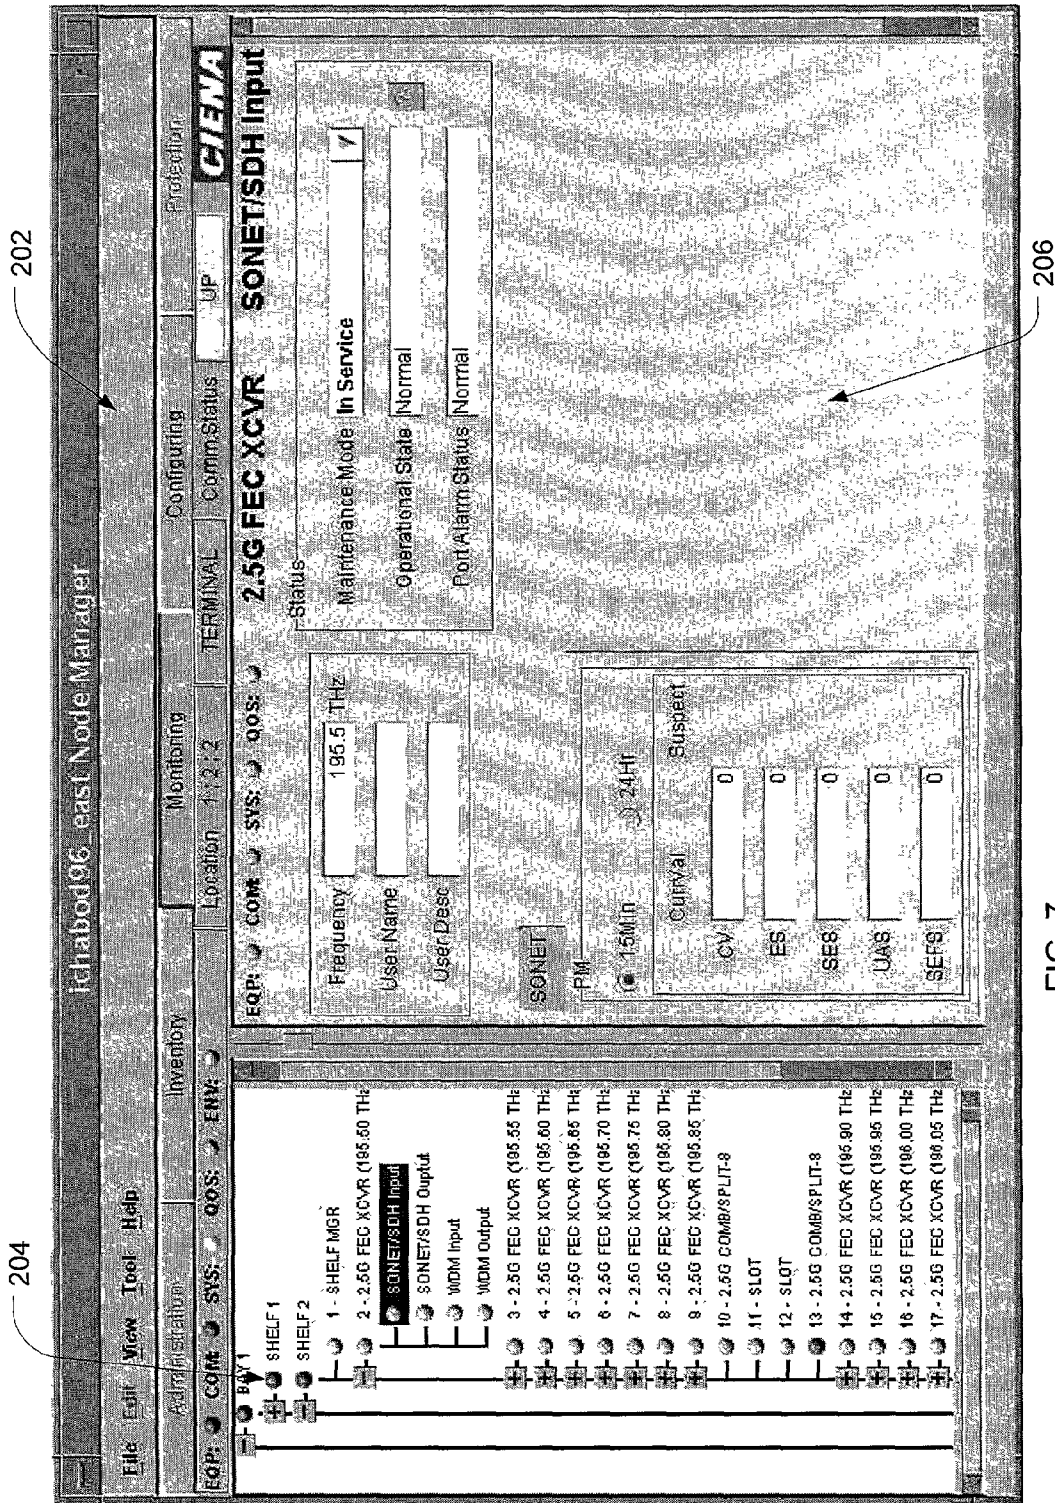 202
204
206
Ichabod96_east Node Manager
File Edit View Tool Help
Administration Inventory Monitoring Configuring Protection
EQP: COM: SYS: QOS: ENV: Location 1 / 2 / 2 TERMINAL Comm Status UP CIENA
BAY 1
SHELF 1
SHELF 2
1 - SHELF MGR
2 - 2.5G FEC XCVR (195.50 THz
SONET/SDH Input
SONET/SDH Ouptut
WDM Input
WDM Output
3 - 2.5G FEC XCVR (195.55 THz
4 - 2.5G FEC XCVR (195.60 THz
5 - 2.5G FEC XCVR (195.65 THz
6 - 2.5G FEC XCVR (195.70 THz
7 - 2.5G FEC XCVR (195.75 THz
8 - 2.5G FEC XCVR (195.80 THz
9 - 2.5G FEC XCVR (195.85 THz
10 - 2.5G COMB/SPLIT-8
11 - SLOT
12 - SLOT
13 - 2.5G COMB/SPLIT-8
14 - 2.5G FEC XCVR (195.90 THz
15 - 2.5G FEC XCVR (195.95 THz
16 - 2.5G FEC XCVR (196.00 THz
17 - 2.5G FEC XCVR (196.05 THz
EQP: COM: SYS: QOS: 2.5G FEC XCVR SONET/SDH Input
Frequency 195.5 THz
User Name
User Desc
Status
Maintenance Mode In Service
Operational State Normal ?
Port Alarm Status Normal
SONET
PM
15Min 24Hr
CurrVal Suspect
CV 0
ES 0
SES 0
UAS 0
SEFS 0